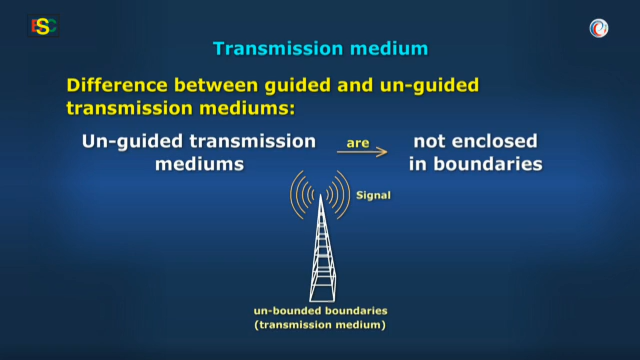 ESC
Transmission medium
Difference between guided and un-guided
transmission mediums:
Un-guided transmission
mediums
are
not enclosed
in boundaries
Signal
un-bounded boundaries
(transmission medium)